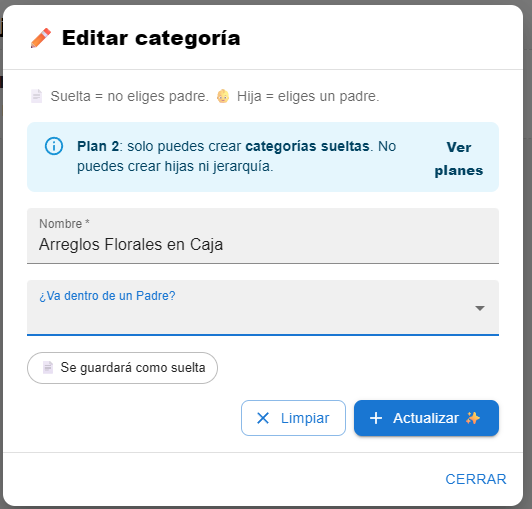 Editar categoría
Suelta = no eliges padre. Hija = eliges un padre.
Plan 2: solo puedes crear categorías sueltas. No
puedes crear hijas ni jerarquía.
Ver
planes
Nombre *
Arreglos Florales en Caja
¿Va dentro de un Padre?
Se guardará como suelta
Limpiar
Actualizar
CERRAR